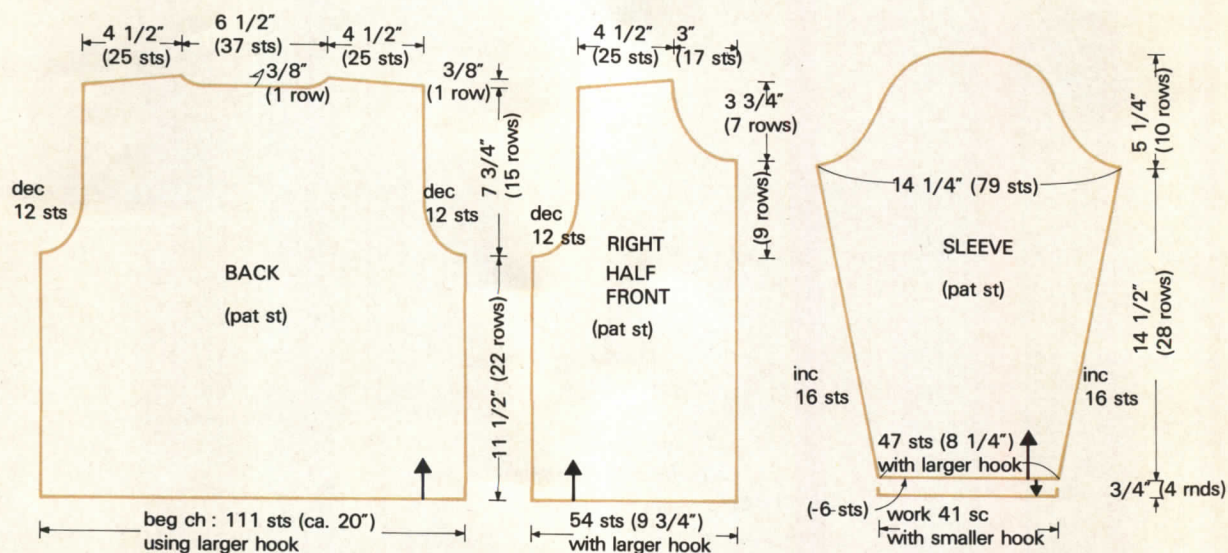 4 1/2"
(25 sts)
6 1/2"
(37 sts)
4 1/2"
(25 sts)
3/8"
(1 row)
3/8"
(1 row)
7 3/4"
(15 rows)
dec
12 sts
dec
12 sts
BACK
(pat st)
11 1/2" (22 rows)
beg ch : 111 sts (ca. 20")
using larger hook
4 1/2"
(25 sts)
3"
(17 sts)
3 3/4"
(7 rows)
(9 rows)
dec
12 sts
RIGHT
HALF
FRONT
(pat st)
54 sts (9 3/4")
with larger hook
5 1/4"
(10 rows)
14 1/4" (79 sts)
SLEEVE
(pat st)
14 1/2"
(28 rows)
inc
16 sts
inc
16 sts
47 sts (8 1/4")
with larger hook
3/4" (4 rnds)
(-6-sts)
work 41 sc
with smaller hook